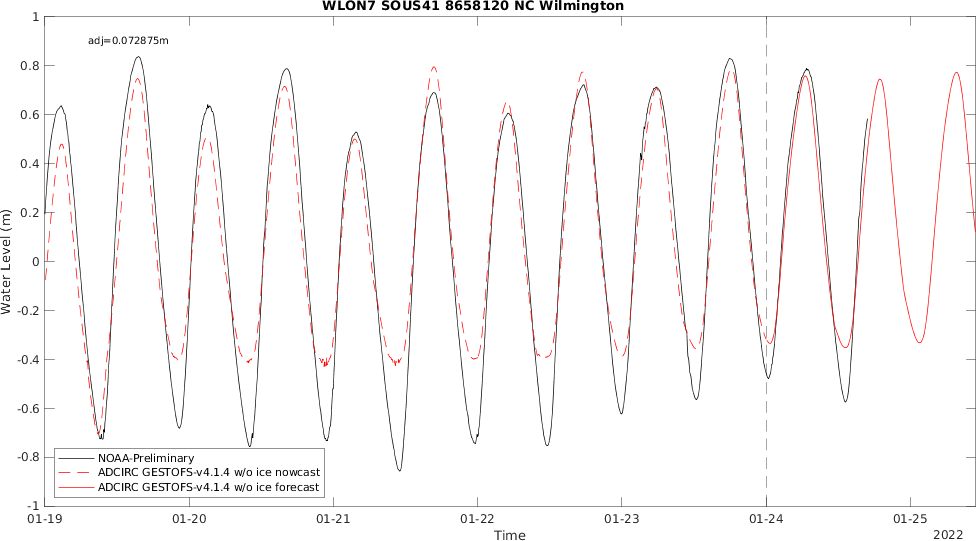 WLON7 SOUS41 8658120 NC Wilmington
adj=0.072875m
1
0.8
0.6
0.4
0.2
0
-0.2
-0.4
-0.6
-0.8
-1
Water Level (m)
NOAA-Preliminary
ADCIRC GESTOFS-v4.1.4 w/o ice nowcast
ADCIRC GESTOFS-v4.1.4 w/o ice forecast
01-19 01-20 01-21 01-22 01-23 01-24 01-25
Time
2022